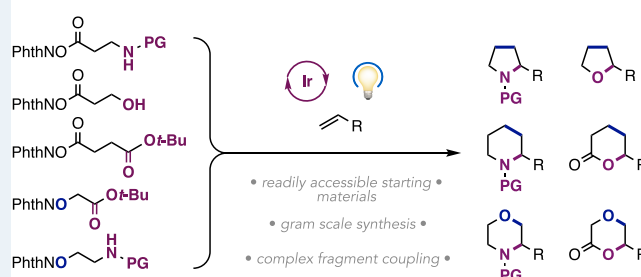 O
PhthNO
N
H
PG
O
PhthNO
OH
O
PhthNO
Ot-Bu
O
PhthNO
Ot-Bu
O
PhthNO
H
N
PG
Ir
R
• readily accessible starting •
materials
• gram scale synthesis •
• complex fragment coupling •
N
PG
R
O
R
N
PG
R
O
O
R
O
N
PG
R
O
O
O
R